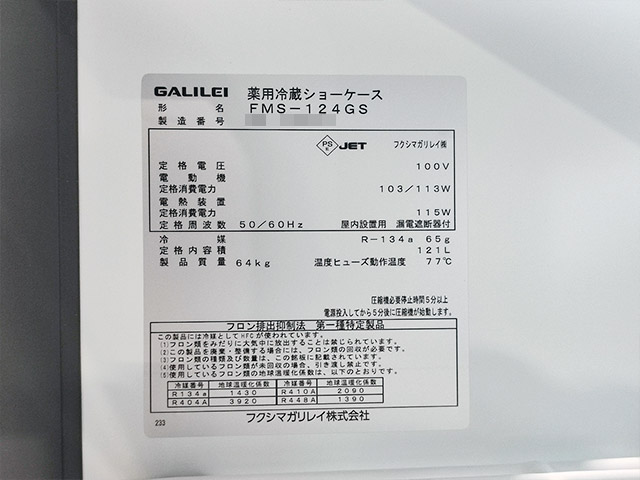 GALILEI 薬用冷蔵ショーケース
形 名 FMS-124GS
製造番号
PS E JET フクシマガリレイ㈱
定格電圧 100V
電動機
定格消費電力 103/113W
電熱装置
定格消費電力 115W
定格周波数 50/60Hz 屋内設置用 漏電遮断器付
冷媒 R-134a 65g
定格内容積 121L
製品質量 64kg 温度ヒューズ動作温度 77℃
圧縮機必要停止時間5分以上
電源投入してから5分後に圧縮機が始動します。
フロン排出抑制法 第一種特定製品
この製品には冷媒としてHFCが使われています。
(1)フロン類をみだりに大気中に放出することは禁じられています。
(2)この製品を廃棄・整備する場合には、フロン類の回収が必要です。
(3)フロン類の種類及び数量は、この銘板に記載されています。
(4)使用しているフロン類が未回収の場合、引き渡し禁止です。
(5)使用しているフロン類の地球温暖化係数は、以下のとおりです。
冷媒番号 地球温暖化係数 冷媒番号 地球温暖化係数
R134a 1430 R410A 2090
R404A 3920 R448A 1390
233 フクシマガリレイ株式会社